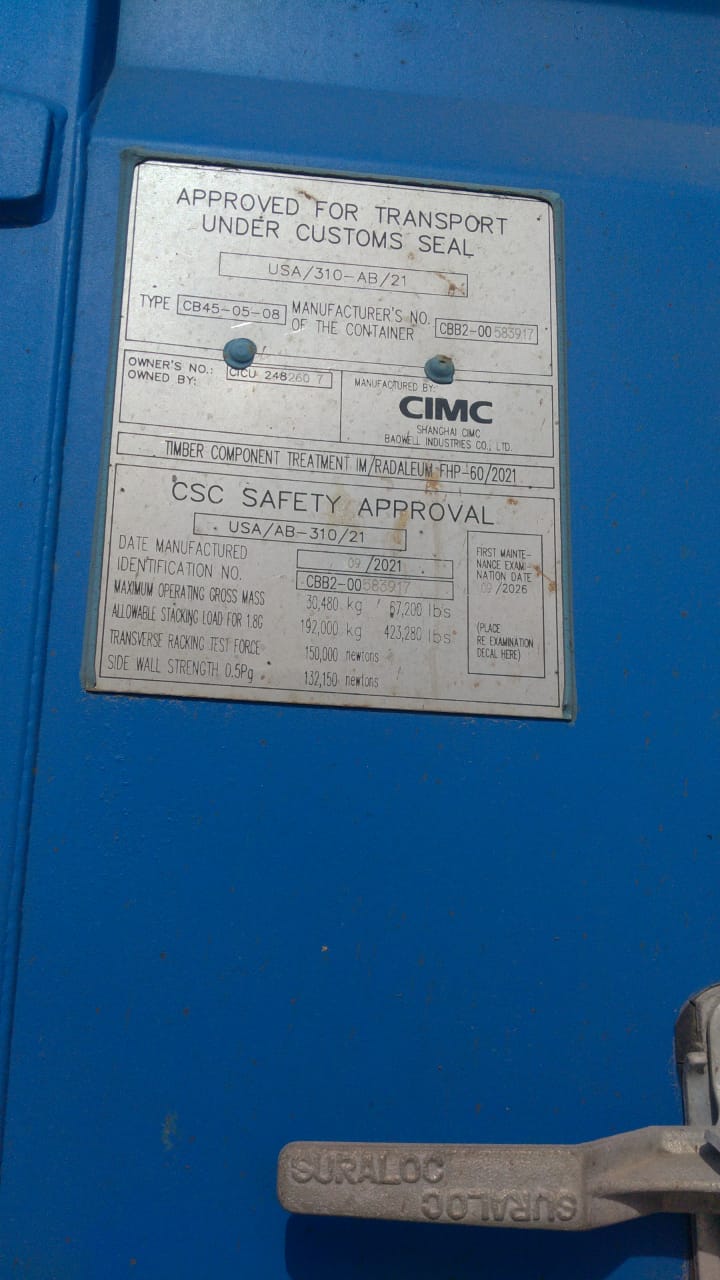 APPROVED FOR TRANSPORT
UNDER CUSTOMS SEAL
USA/310-AB/21
TYPE CB45-05-08 MANUFACTURER'S NO. OF THE CONTAINER CBB2-00 583917
OWNER'S NO.: CICU 248260 7
OWNED BY:
MANUFACTURED BY:
CIMC
SHANGHAI CIMC
BAOWELL INDUSTRIES CO., LTD.
TIMBER COMPONENT TREATMENT IM/RADALEUM FHP-60/2021
CSC SAFETY APPROVAL
USA/AB-310/21
DATE MANUFACTURED 09 /2021
IDENTIFICATION NO. CBB2-00583917
MAXIMUM OPERATING GROSS MASS 30,480 kg / 67,200 lbs
ALLOWABLE STACKING LOAD FOR 1.8G 192,000 kg 423,280 lbs
TRANSVERSE RACKING TEST FORCE 150,000 newtons
SIDE WALL STRENGTH 0.5Pg 132,150 newtons
FIRST MAINTE-
NANCE EXAMI-
NATION DATE
09 /2026
(PLACE
RE EXAMINATION
DECAL HERE)
SURALOC
SURALOC